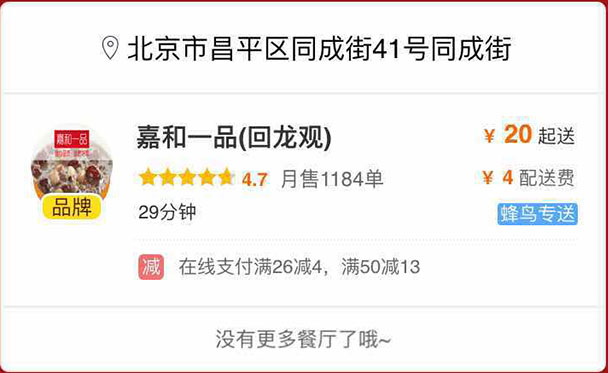 北京市昌平区同成街41号同成街
嘉和一品
品牌
嘉和一品(回龙观)
¥ 20 起送
4.7 月售1184单
¥ 4 配送费
29分钟
蜂鸟专送
减 在线支付满26减4，满50减13
没有更多餐厅了哦~